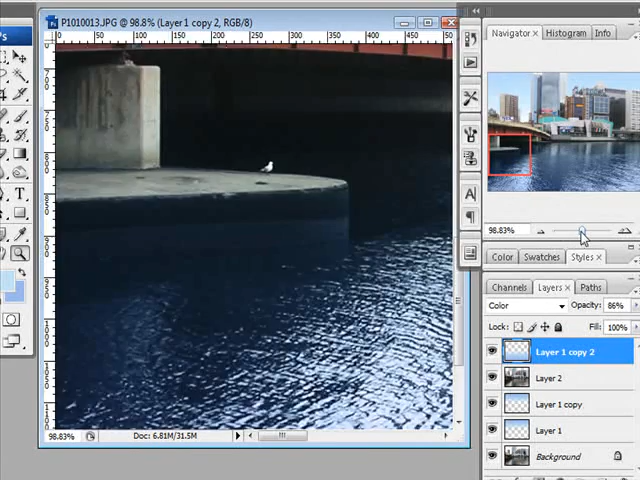 P1010013.JPG @ 98.8% (Layer 1 copy 2, RGB/8)
Navigator × Histogram Info
0 50 100 150 200 250 300 350 400 450 500
98.83%
Color Swatches Styles ×
Channels Layers × Paths
Color Opacity: 86%
Lock: Fill: 100%
Layer 1 copy 2
Layer 2
Layer 1 copy
Layer 1
Background
98.83% Doc: 6.81M/31.5M